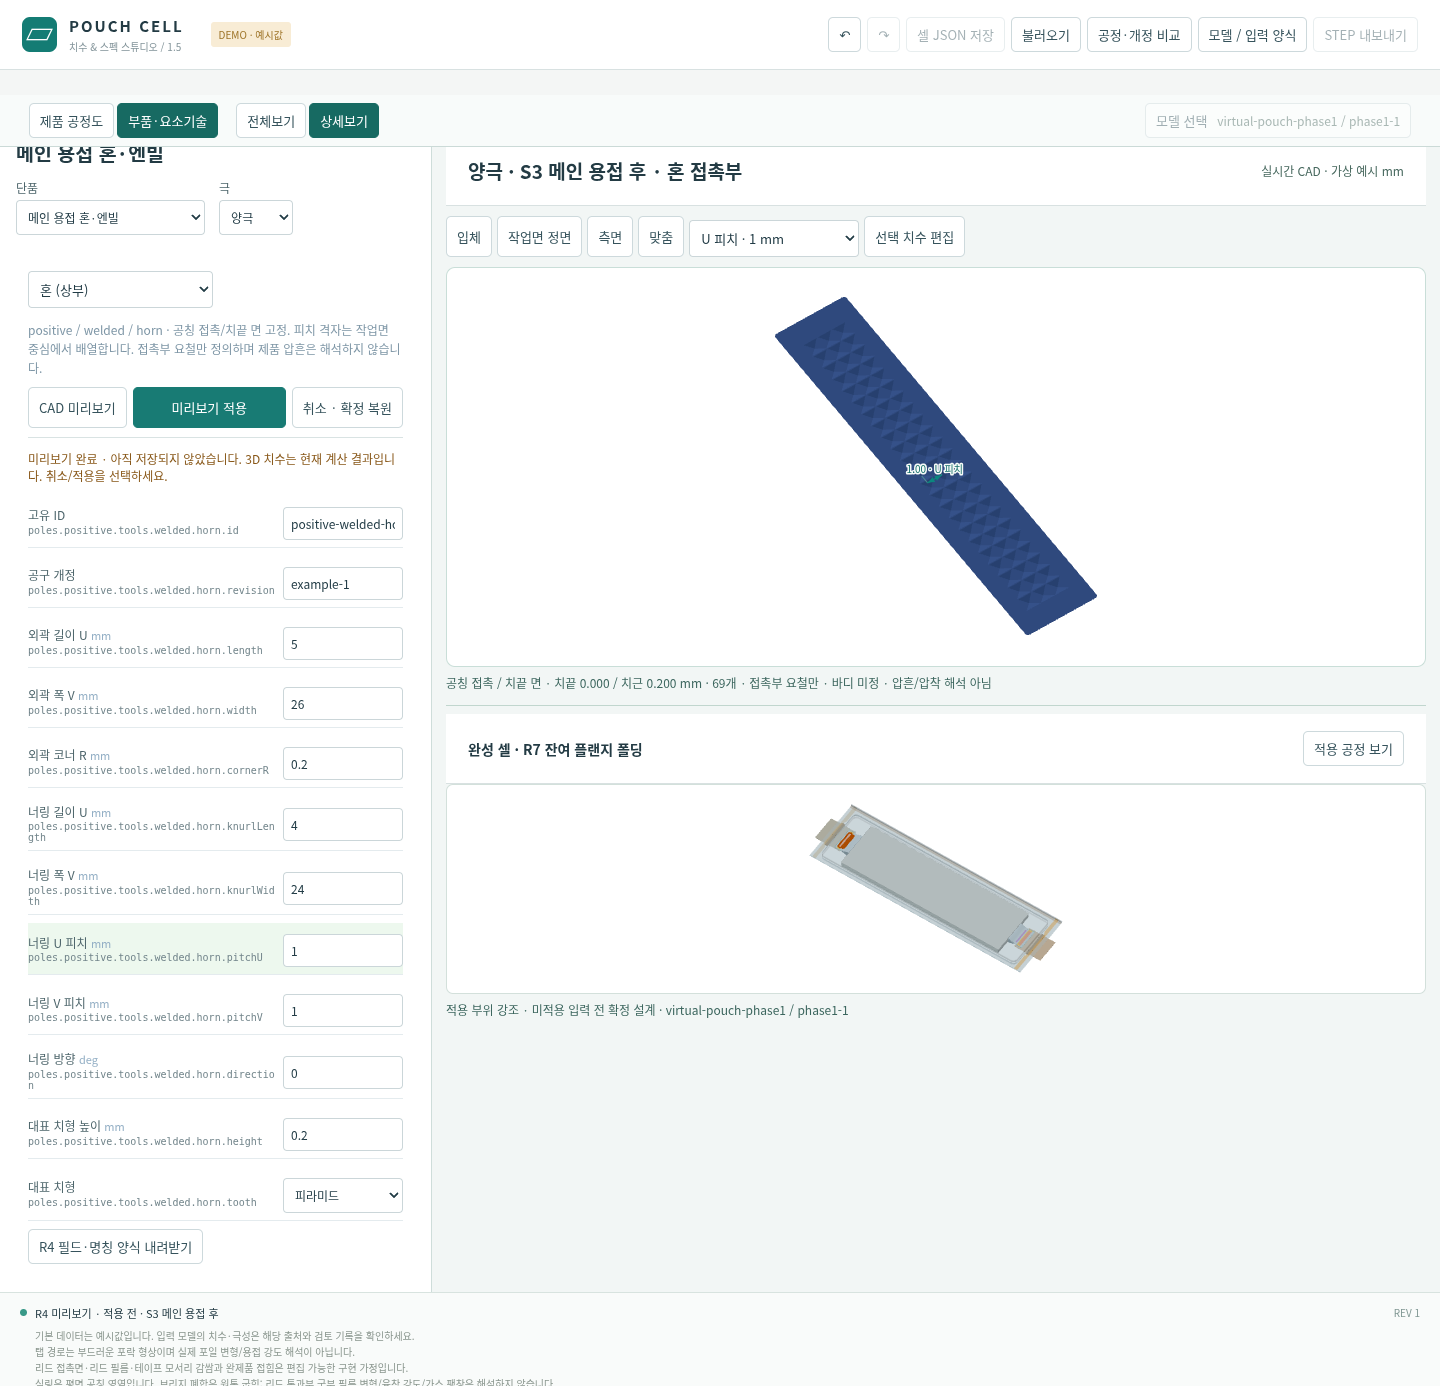 POUCH CELL
치수 & 스펙 스튜디오 / 1.5
DEMO · 예시값
↶
↷
셀 JSON 저장
불러오기
공정·개정 비교
모델 / 입력 양식
STEP 내보내기
제품 공정도
부품·요소기술
전체보기
상세보기
모델 선택 virtual-pouch-phase1 / phase1-1
메인 용접 혼·엔빌
단품
극
메인 용접 혼·엔빌
양극
혼 (상부)
positive / welded / horn · 공칭 접촉/치끝 면 고정. 피치 격자는 작업면
중심에서 배열합니다. 접촉부 요철만 정의하며 제품 압흔은 해석하지 않습니
다.
CAD 미리보기
미리보기 적용
취소 · 확정 복원
미리보기 완료 · 아직 저장되지 않았습니다. 3D 치수는 현재 계산 결과입니
다. 취소/적용을 선택하세요.
고유 ID
poles.positive.tools.welded.horn.id
positive-welded-ho
공구 개정
poles.positive.tools.welded.horn.revision
example-1
외곽 길이 U mm
poles.positive.tools.welded.horn.length
5
외곽 폭 V mm
poles.positive.tools.welded.horn.width
26
외곽 코너 R mm
poles.positive.tools.welded.horn.cornerR
0.2
너링 길이 U mm
poles.positive.tools.welded.horn.knurlLen
gth
4
너링 폭 V mm
poles.positive.tools.welded.horn.knurlWid
th
24
너링 U 피치 mm
poles.positive.tools.welded.horn.pitchU
1
너링 V 피치 mm
poles.positive.tools.welded.horn.pitchV
1
너링 방향 deg
poles.positive.tools.welded.horn.directio
n
0
대표 치형 높이 mm
poles.positive.tools.welded.horn.height
0.2
대표 치형
poles.positive.tools.welded.horn.tooth
피라미드
R4 필드·명칭 양식 내려받기
양극 · S3 메인 용접 후 · 혼 접촉부
실시간 CAD · 가상 예시 mm
입체
작업면 정면
측면
맞춤
U 피치 · 1 mm
선택 치수 편집
1.00 · U 피치
공칭 접촉 / 치끝 면 · 치끝 0.000 / 치근 0.200 mm · 69개 · 접촉부 요철만 · 바디 미정 · 압흔/압착 해석 아님
완성 셀 · R7 잔여 플랜지 폴딩
적용 공정 보기
적용 부위 강조 · 미적용 입력 전 확정 설계 · virtual-pouch-phase1 / phase1-1
R4 미리보기 · 적용 전 · S3 메인 용접 후
REV 1
기본 데이터는 예시값입니다. 입력 모델의 치수·극성은 해당 출처와 검토 기록을 확인하세요.
탭 경로는 부드러운 포락 형상이며 실제 포일 변형/용접 강도 해석이 아닙니다.
리드 접촉면·리드 필름·테이프 모서리 감쌈과 완제품 접힘은 편집 가능한 구현 가정입니다.